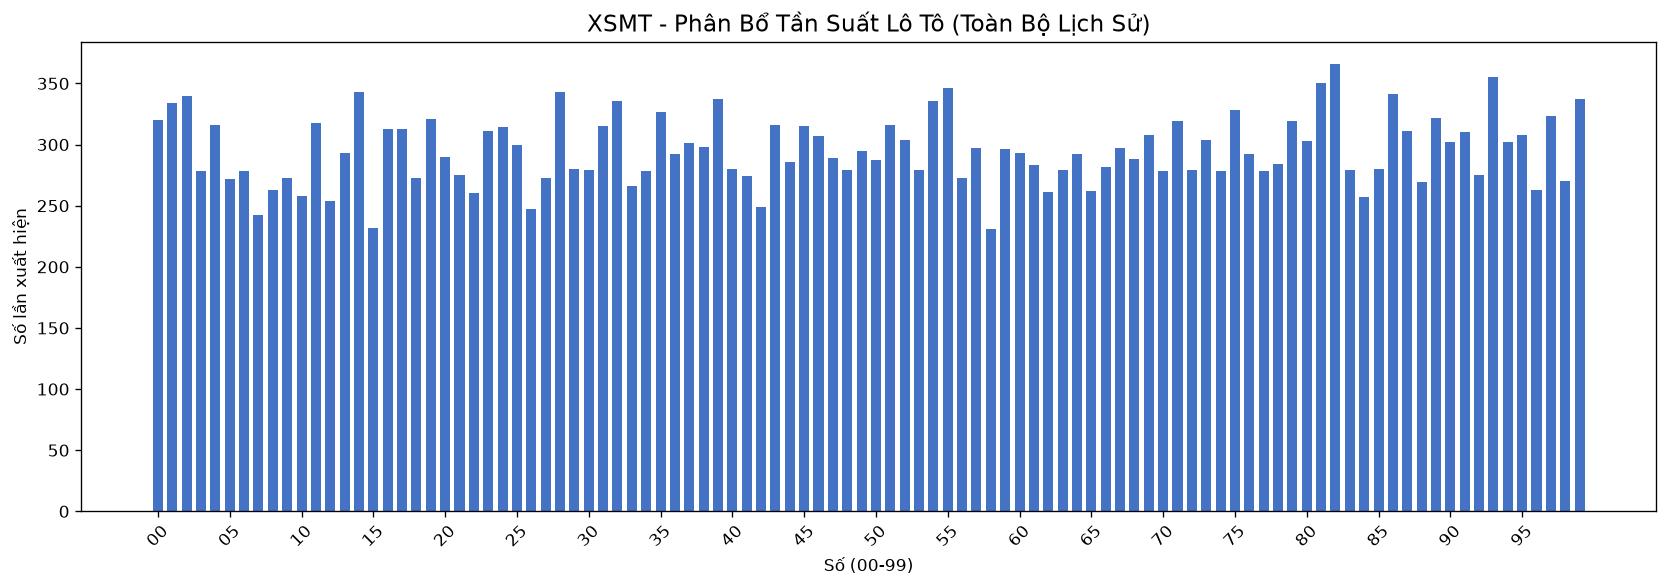 XSMT - Phân Bổ Tần Suất Lô Tô (Toàn Bộ Lịch Sử)
Số lần xuất hiện
350
300
250
200
150
100
50
0
00 05 10 15 20 25 30 35 40 45 50 55 60 65 70 75 80 85 90 95
Số (00-99)